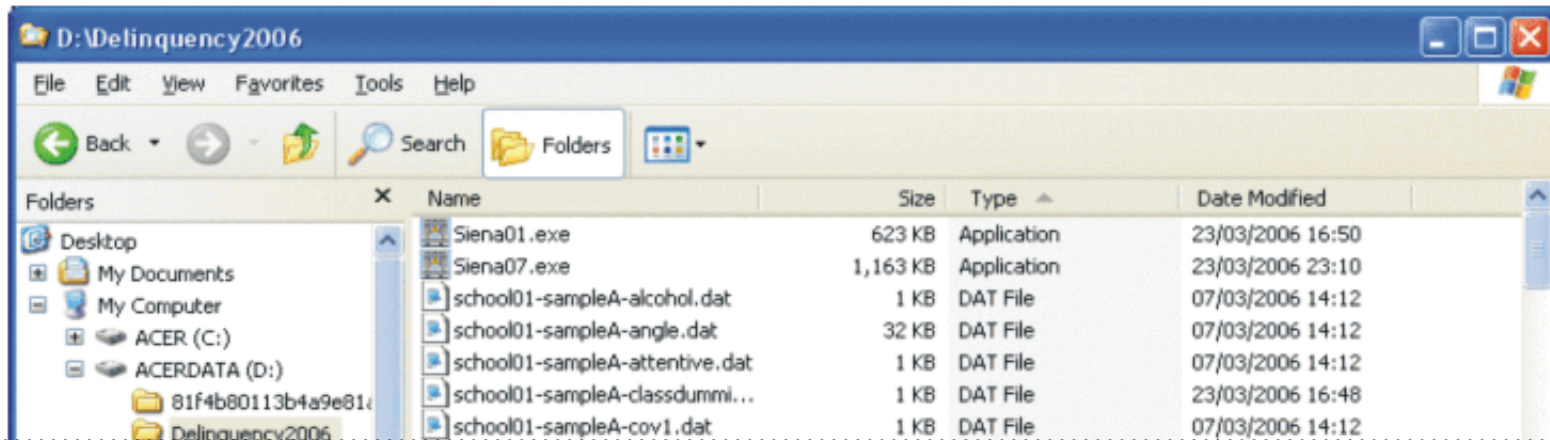 D:\Delinquency2006
File Edit View Favorites Tools Help
Back Search Folders
Folders Name Size Type Date Modified
Desktop Siena01.exe 623 KB Application 23/03/2006 16:50
My Documents Siena07.exe 1,163 KB Application 23/03/2006 23:10
My Computer school01-sampleA-alcohol.dat 1 KB DAT File 07/03/2006 14:12
ACER (C:) school01-sampleA-angle.dat 32 KB DAT File 07/03/2006 14:12
ACERDATA (D:) school01-sampleA-attentive.dat 1 KB DAT File 07/03/2006 14:12
81f4b80113b4a9e81 school01-sampleA-classdummi... 1 KB DAT File 23/03/2006 16:48
Delinquency2006 school01-sampleA-cov1.dat 1 KB DAT File 07/03/2006 14:12